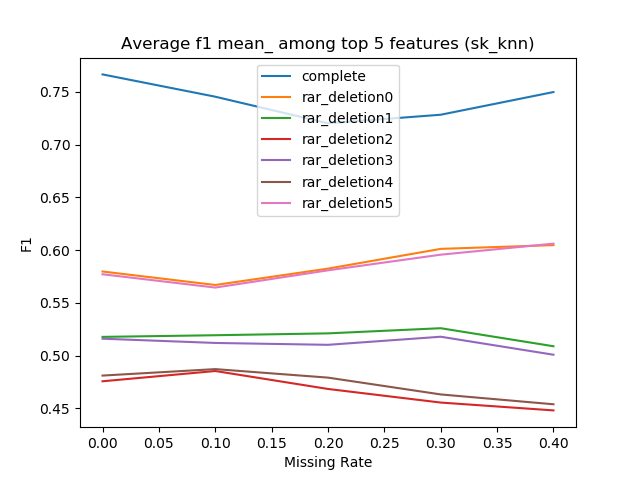 Average f1 mean_ among top 5 features (sk_knn)
complete
rar_deletion0
rar_deletion1
rar_deletion2
rar_deletion3
rar_deletion4
rar_deletion5
F1
0.75
0.70
0.65
0.60
0.55
0.50
0.45
0.00 0.05 0.10 0.15 0.20 0.25 0.30 0.35 0.40
Missing Rate